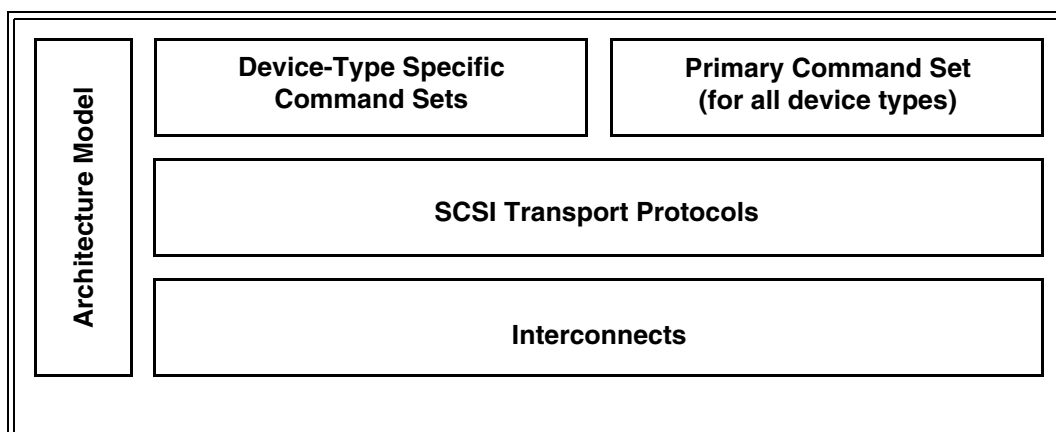 Architecture Model
Device-Type Specific
Command Sets
Primary Command Set
(for all device types)
SCSI Transport Protocols
Interconnects